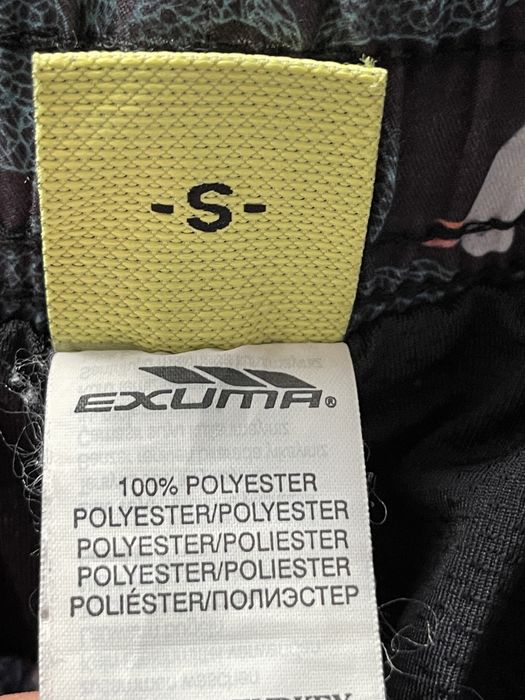 -S-
EXUMA®
100% POLYESTER
POLYESTER/POLYESTER
POLYESTER/POLIESTER
POLYESTER/POLIESTER
POLIÉSTER/ПОЛИЭСТЕР